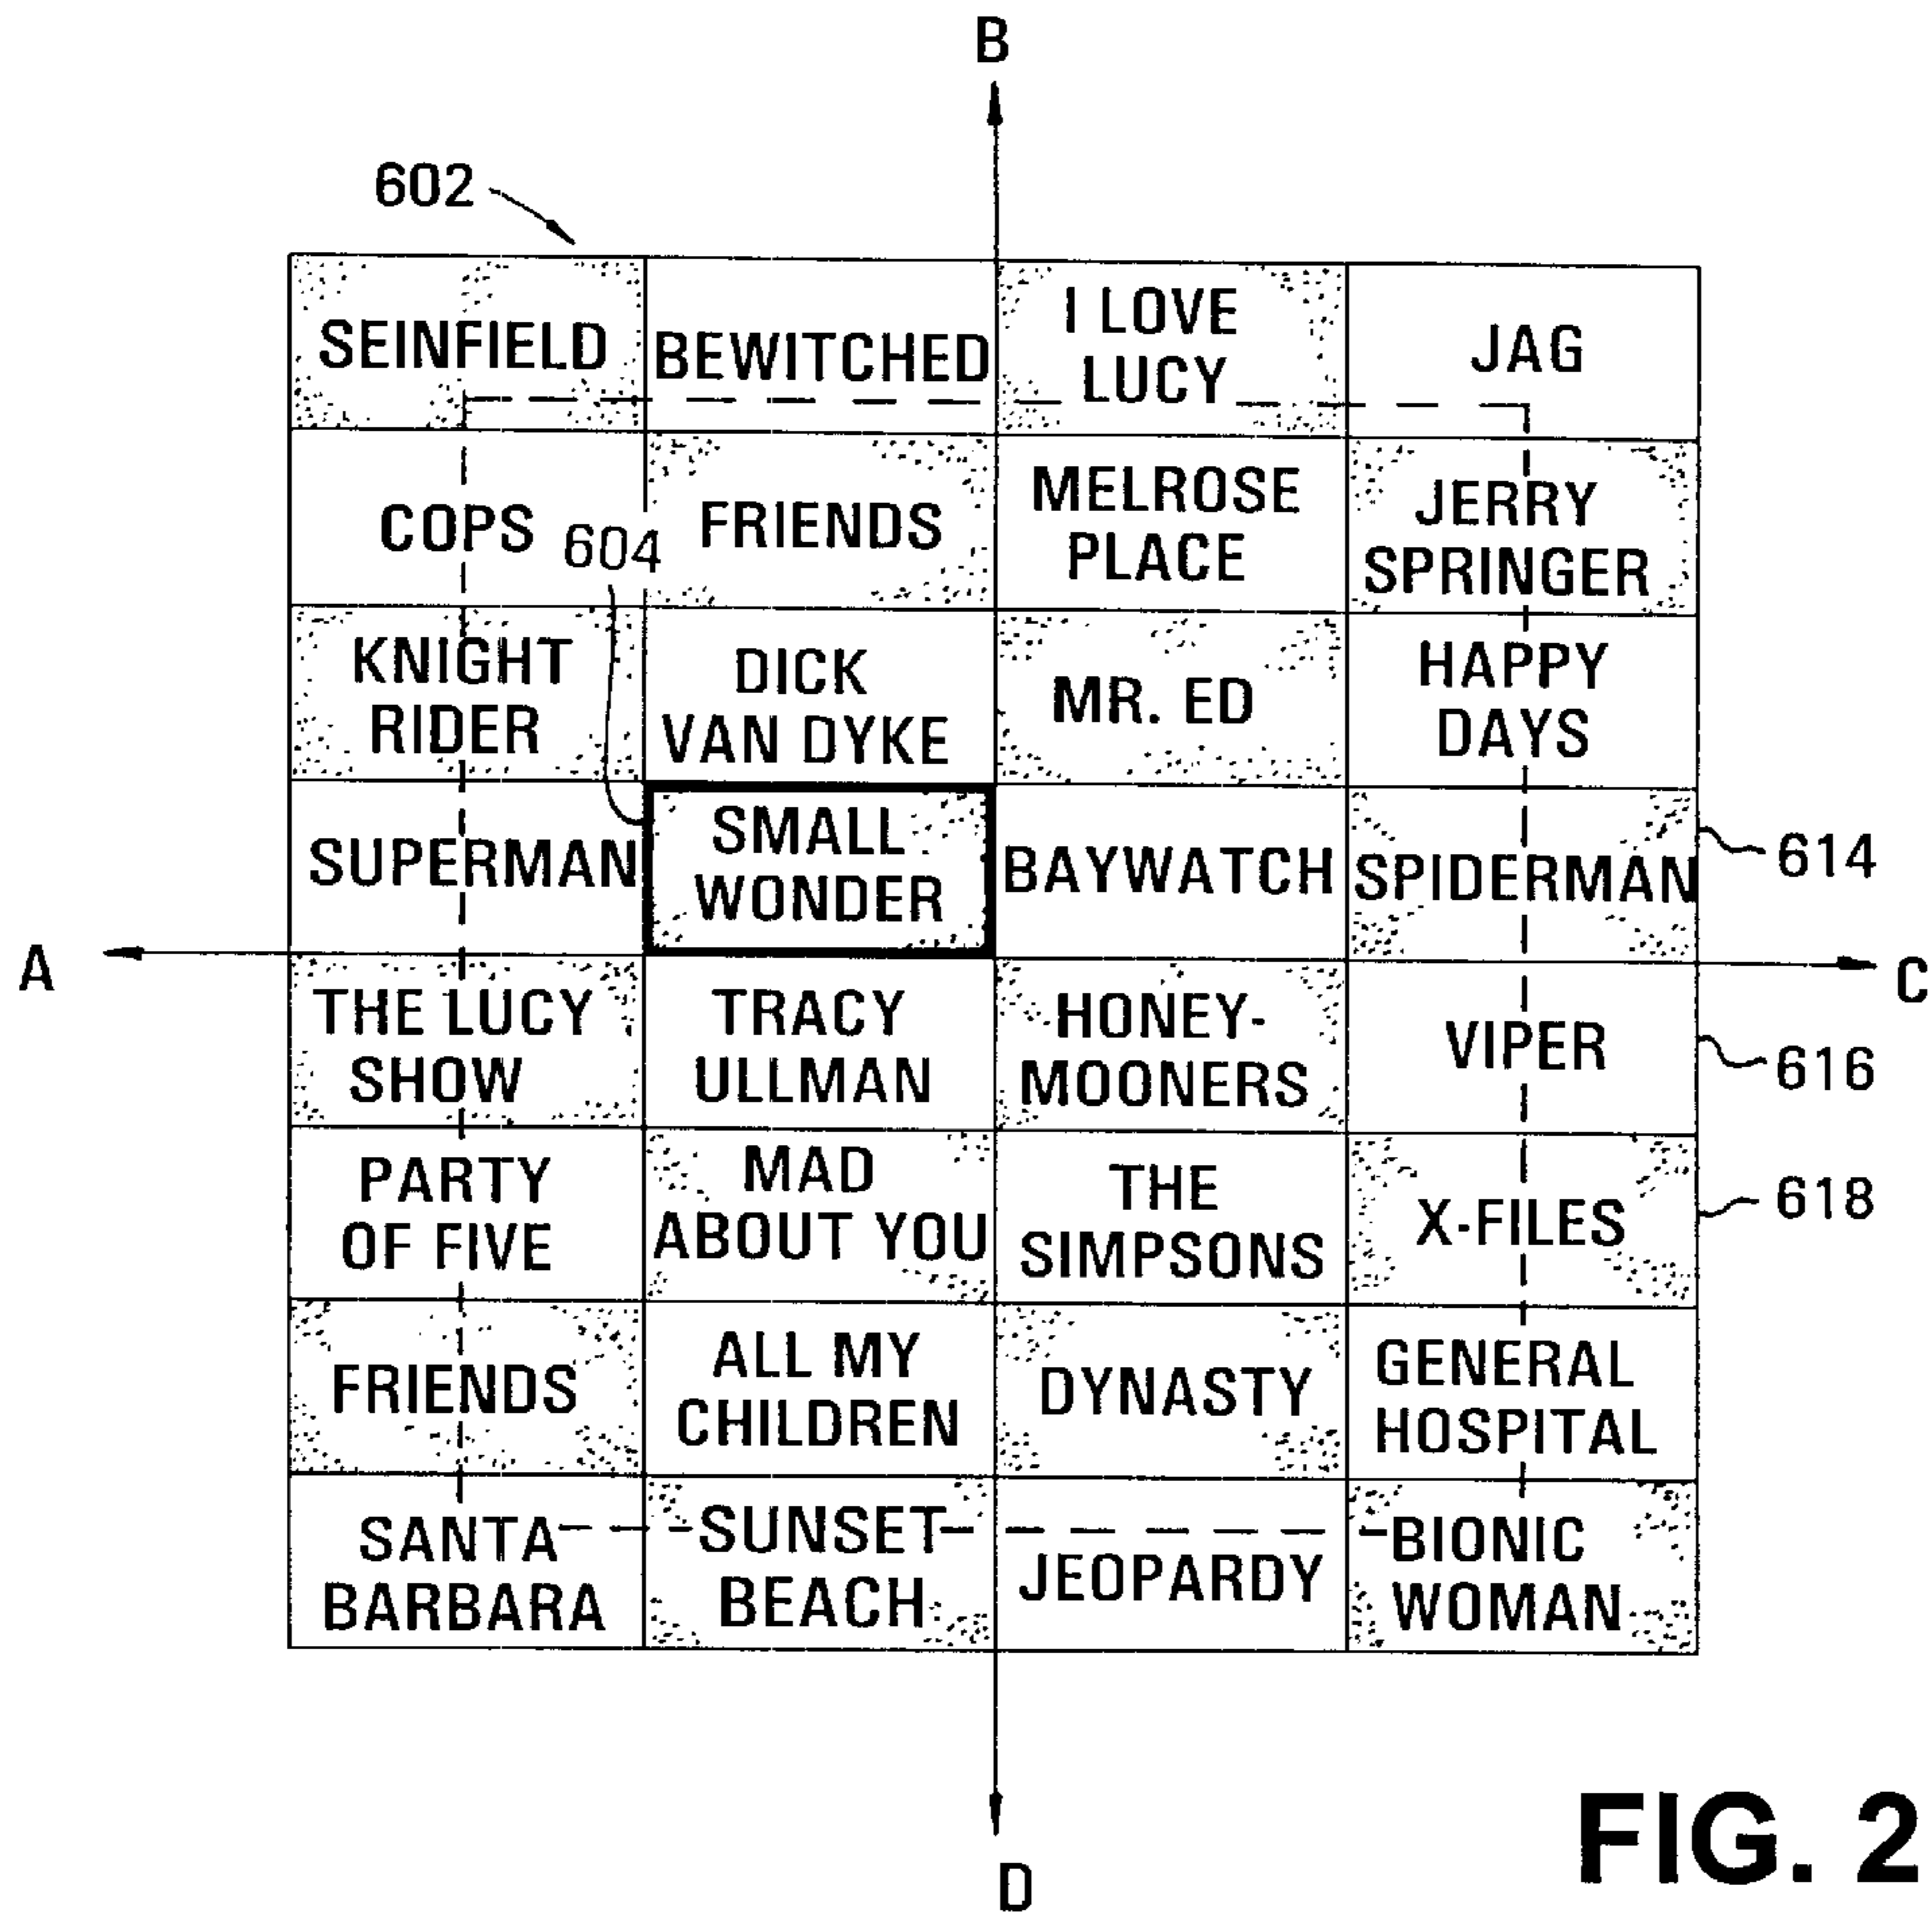 B
602
SEINFIELD
BEWITCHED
I LOVE
LUCY
JAG
COPS
604
FRIENDS
MELROSE
PLACE
JERRY
SPRINGER
KNIGHT
RIDER
DICK
VAN DYKE
MR. ED
HAPPY
DAYS
SUPERMAN
SMALL
WONDER
BAYWATCH
SPIDERMAN
614
A
C
THE LUCY
SHOW
TRACY
ULLMAN
HONEY-
MOONERS
VIPER
616
PARTY
OF FIVE
MAD
ABOUT YOU
THE
SIMPSONS
X-FILES
618
FRIENDS
ALL MY
CHILDREN
DYNASTY
GENERAL
HOSPITAL
SANTA
BARBARA
SUNSET
BEACH
JEOPARDY
BIONIC
WOMAN
D
FIG. 2